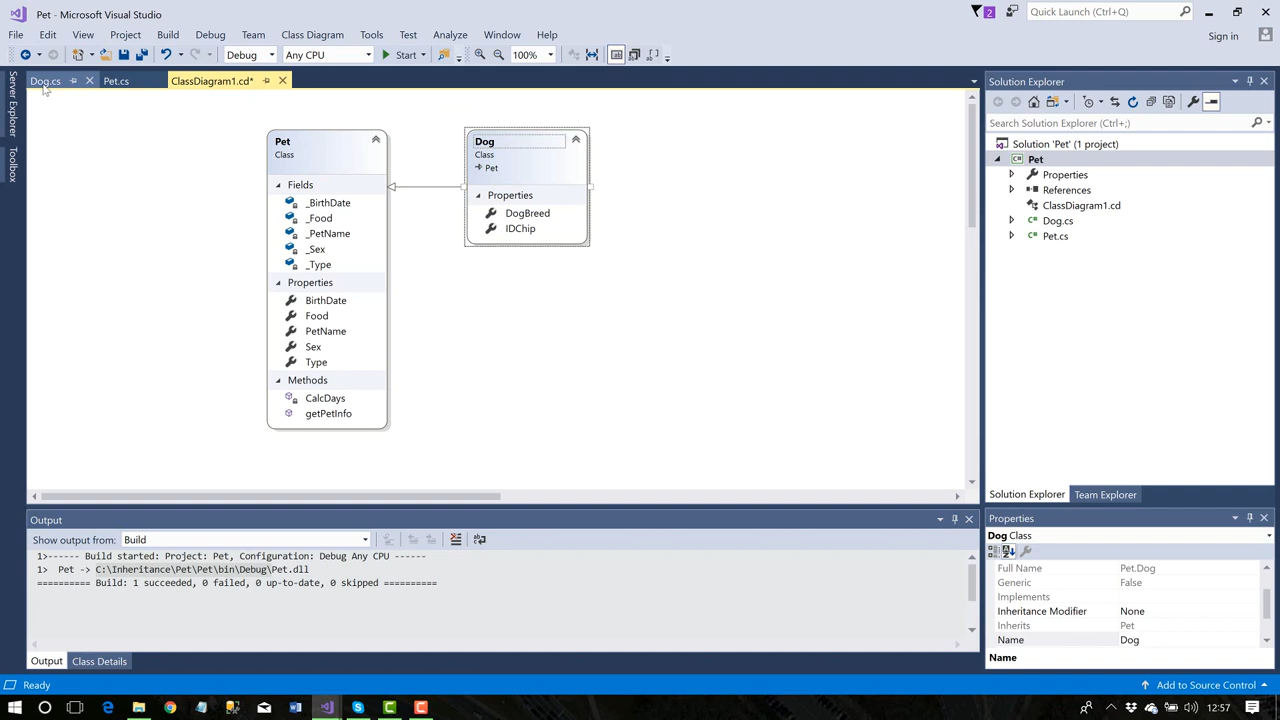 Pet - Microsoft Visual Studio
2
Quick Launch (Ctrl+Q)
File Edit View Project Build Debug Team Class Diagram Tools Test Analyze Window Help
Sign in
Debug Any CPU Start 100%
Dog.cs Pet.cs ClassDiagram1.cd*
Server Explorer
Toolbox
Pet
Class
Fields
_BirthDate
_Food
_PetName
_Sex
_Type
Properties
BirthDate
Food
PetName
Sex
Type
Methods
CalcDays
getPetInfo
Dog
Class
Pet
Properties
DogBreed
IDChip
Solution Explorer
Search Solution Explorer (Ctrl+;)
Solution 'Pet' (1 project)
Pet
Properties
References
ClassDiagram1.cd
Dog.cs
Pet.cs
Solution Explorer Team Explorer
Output
Show output from: Build
1>------ Build started: Project: Pet, Configuration: Debug Any CPU ------
1> Pet -> C:\Inheritance\Pet\Pet\bin\Debug\Pet.dll
========== Build: 1 succeeded, 0 failed, 0 up-to-date, 0 skipped ==========
Output Class Details
Properties
Dog Class
Full Name Pet.Dog
Generic False
Implements
Inheritance Modifier None
Inherits Pet
Name Dog
Name
Ready
Add to Source Control
12:57